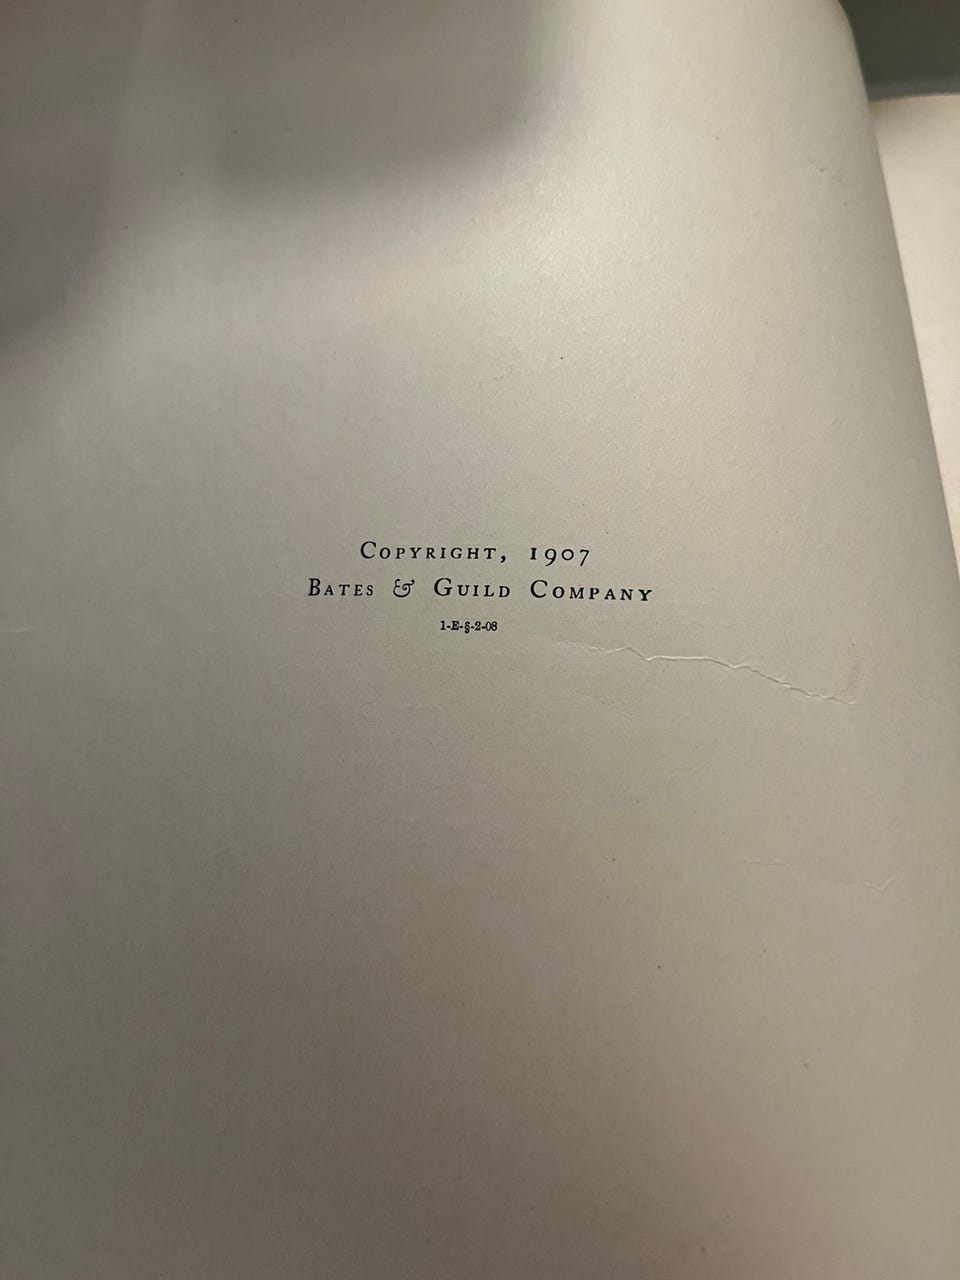 Copyright, 1907
Bates & Guild Company
1-E-§-2-08